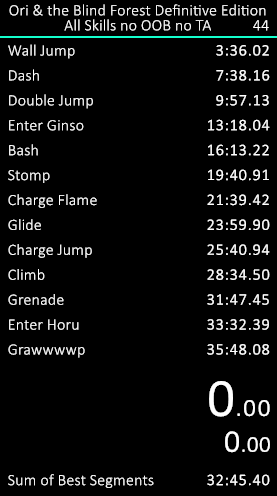 Ori & the Blind Forest Definitive Edition
All Skills no OOB no TA 44
Wall Jump 3:36.02
Dash 7:38.16
Double Jump 9:57.13
Enter Ginso 13:18.04
Bash 16:13.22
Stomp 19:40.91
Charge Flame 21:39.42
Glide 23:59.90
Charge Jump 25:40.94
Climb 28:34.50
Grenade 31:47.45
Enter Horu 33:32.39
Grawwwwp 35:48.08
0.00
0.00
Sum of Best Segments 32:45.40